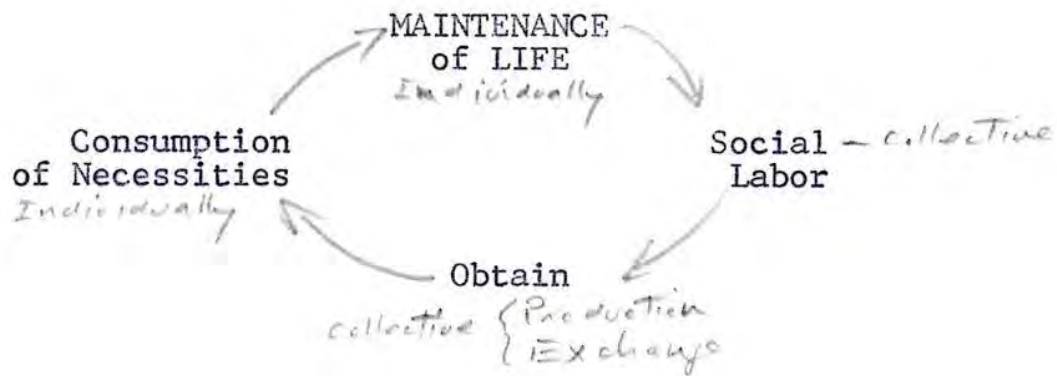 MAINTENANCE
of LIFE
Individually
Social - collective
Labor
Obtain
collective { Production
{ Exchange
Consumption
of Necessities
Individually